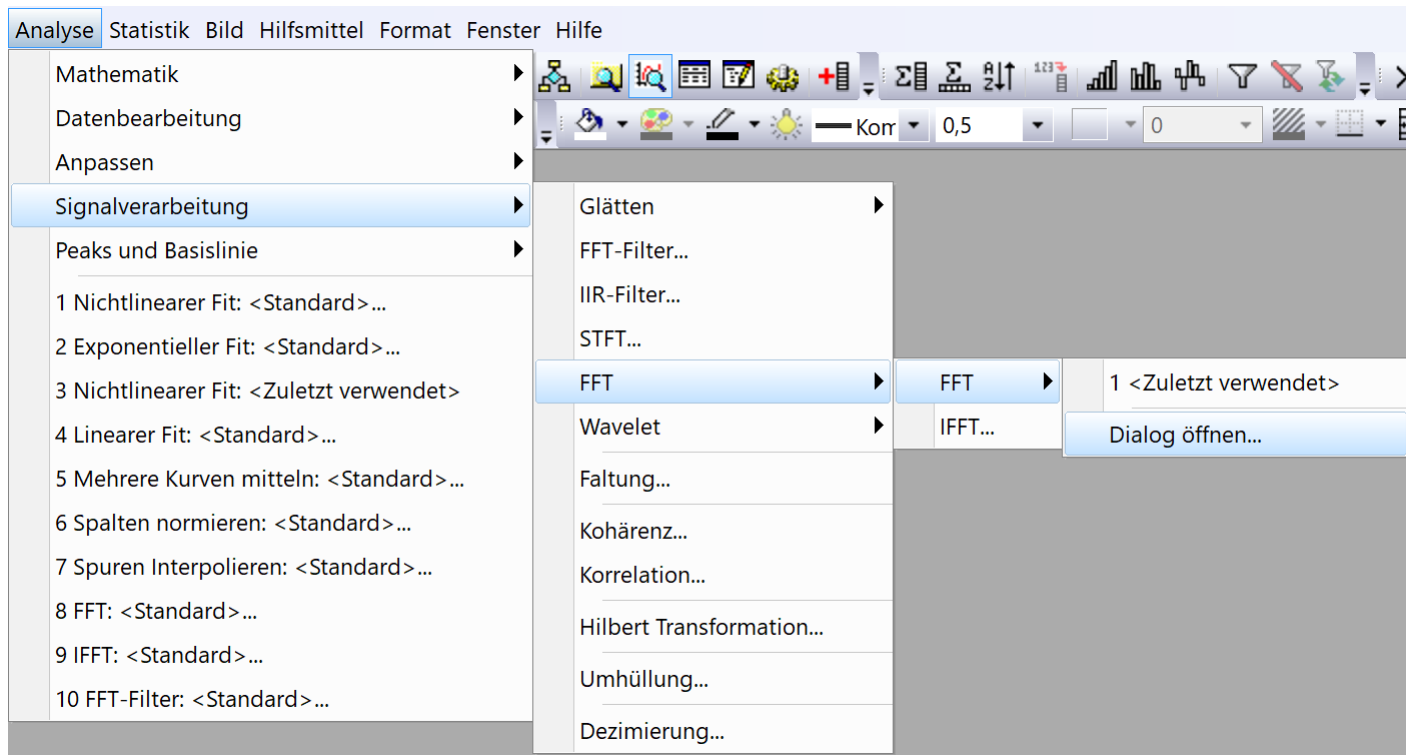 Analyse Statistik Bild Hilfsmittel Format Fenster Hilfe
Mathematik
Datenbearbeitung
Anpassen
Signalverarbeitung
Peaks und Basislinie
1 Nichtlinearer Fit: <Standard>...
2 Exponentieller Fit: <Standard>...
3 Nichtlinearer Fit: <Zuletzt verwendet>
4 Linearer Fit: <Standard>...
5 Mehrere Kurven mitteln: <Standard>...
6 Spalten normieren: <Standard>...
7 Spuren Interpolieren: <Standard>...
8 FFT: <Standard>...
9 IFFT: <Standard>...
10 FFT-Filter: <Standard>...
123
Kom 0,5 0
Glätten
FFT-Filter...
IIR-Filter...
STFT...
FFT
Wavelet
Faltung...
Kohärenz...
Korrelation...
Hilbert Transformation...
Umhüllung...
Dezimierung...
FFT
IFFT...
1 <Zuletzt verwendet>
Dialog öffnen...